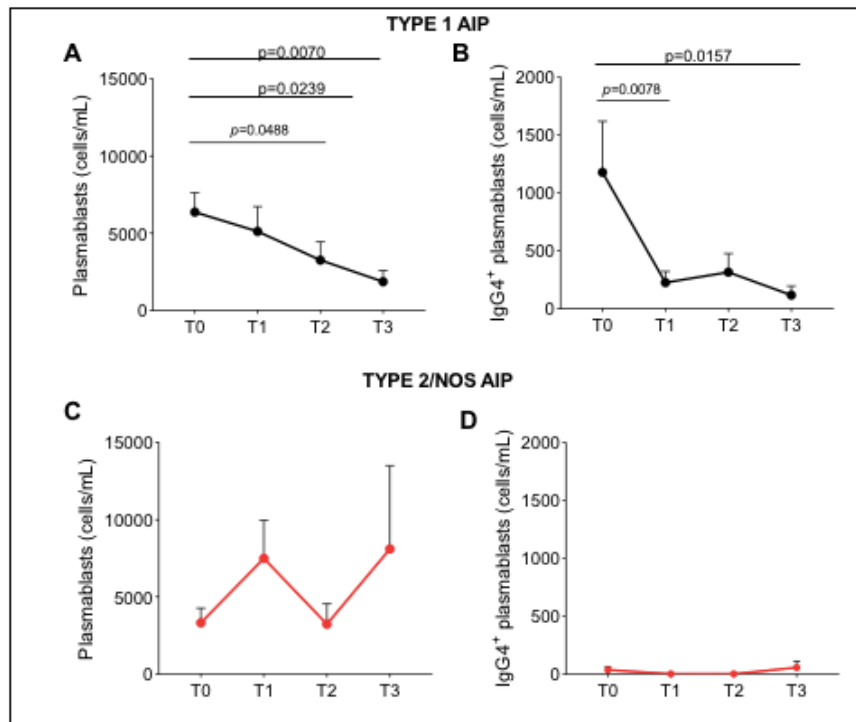 TYPE 1 AIP
A
p=0.0070
p=0.0239
p=0.0488
Plasmablasts (cells/mL)
15000
10000
5000
0
T0 T1 T2 T3
B
p=0.0157
p=0.0078
IgG4+ plasmablasts (cells/mL)
2000
1500
1000
500
0
T0 T1 T2 T3
TYPE 2/NOS AIP
C
Plasmablasts (cells/mL)
15000
10000
5000
0
T0 T1 T2 T3
D
IgG4+ plasmablasts (cells/mL)
2000
1500
1000
500
0
T0 T1 T2 T3